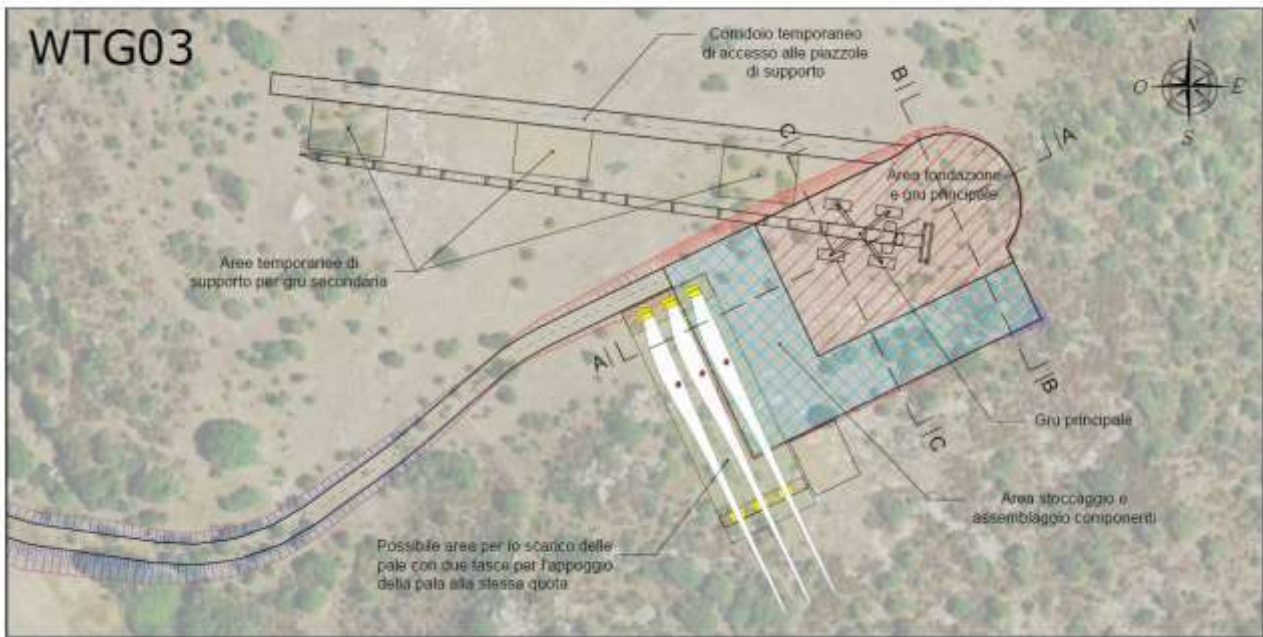 WTG03
Corridoio temporaneo
di accesso alle piazzole
di supporto
N
O
E
S
B
A
C
Area fondazione
e gru principale
Aree temporanee di
supporto per gru secondaria
A
B
C
Gru principale
Area stoccaggio e
assemblaggio componenti
Possibile area per lo scarico delle
pale con due fasce per l'appoggio
della pala alla stessa quota